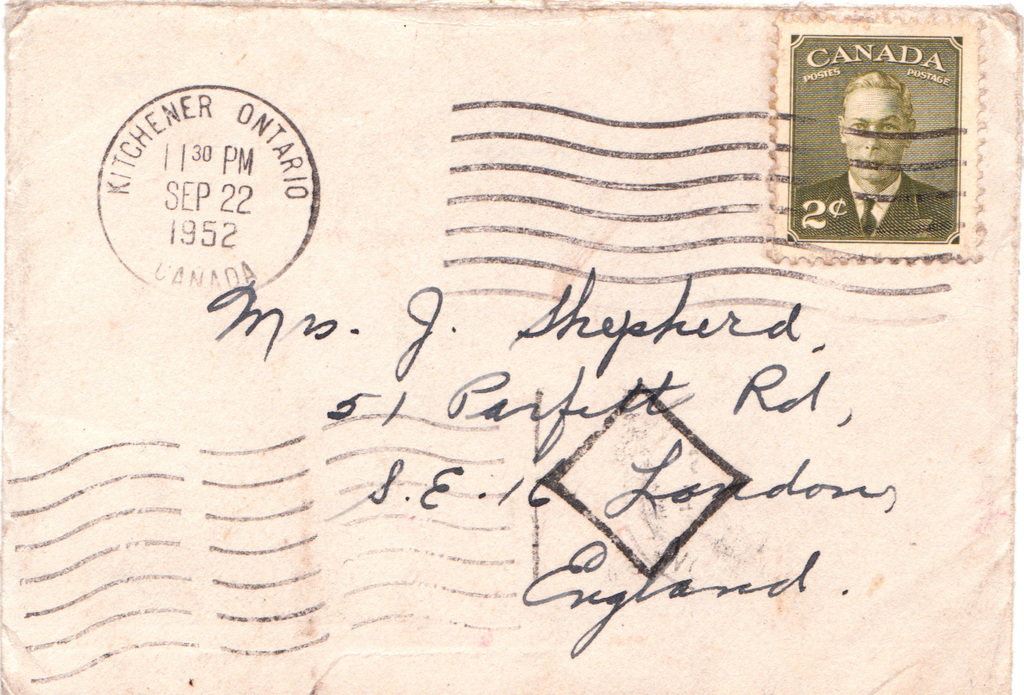 KITCHENER ONTARIO
11 30 PM
SEP 22
1952
CANADA
CANADA
POSTES POSTAGE
2¢
Mrs. J. Shepherd,
51 Parfitt Rd,
S.E. 16 London,
England.